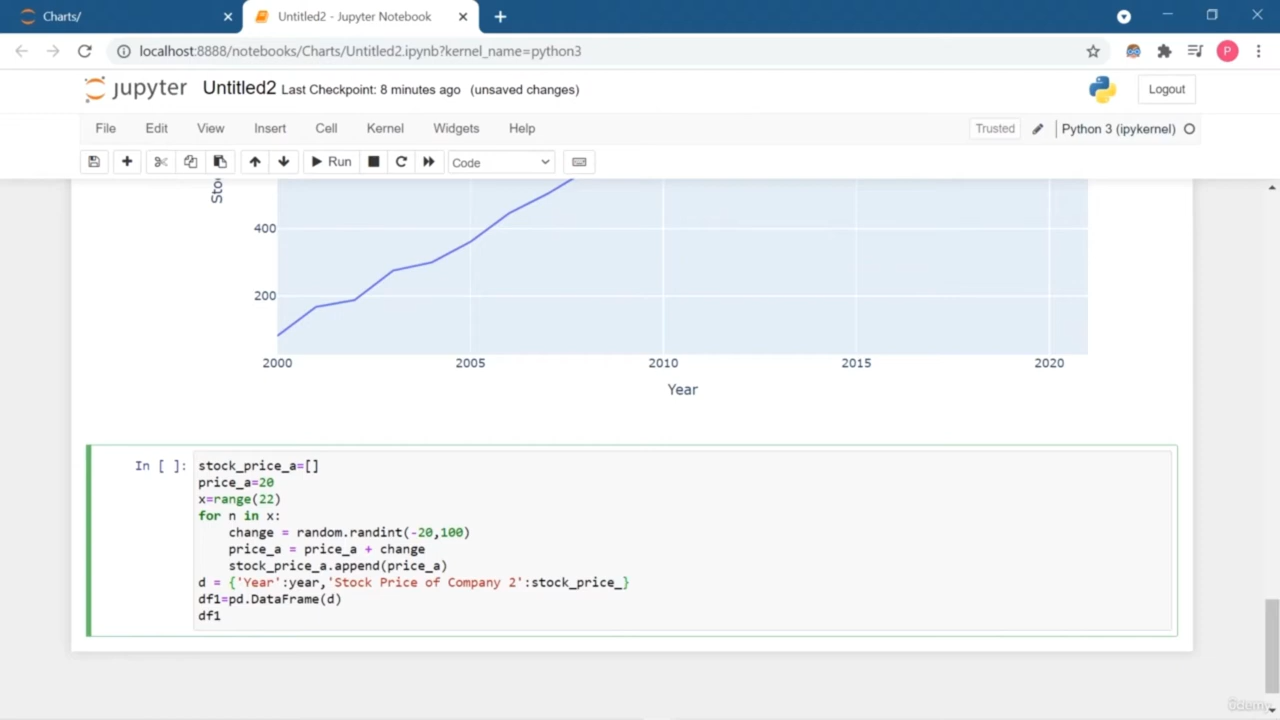 Charts/
Untitled2 - Jupyter Notebook
localhost:8888/notebooks/Charts/Untitled2.ipynb?kernel_name=python3
P
jupyter Untitled2 Last Checkpoint: 8 minutes ago (unsaved changes)
Logout
File Edit View Insert Cell Kernel Widgets Help
Trusted Python 3 (ipykernel)
Run Code
Sto
400
200
2000 2005 2010 2015 2020
Year
In [ ]: stock_price_a=[]
price_a=20
x=range(22)
for n in x:
    change = random.randint(-20,100)
    price_a = price_a + change
    stock_price_a.append(price_a)
d = {'Year':year,'Stock Price of Company 2':stock_price_}
df1=pd.DataFrame(d)
df1
ûdemy